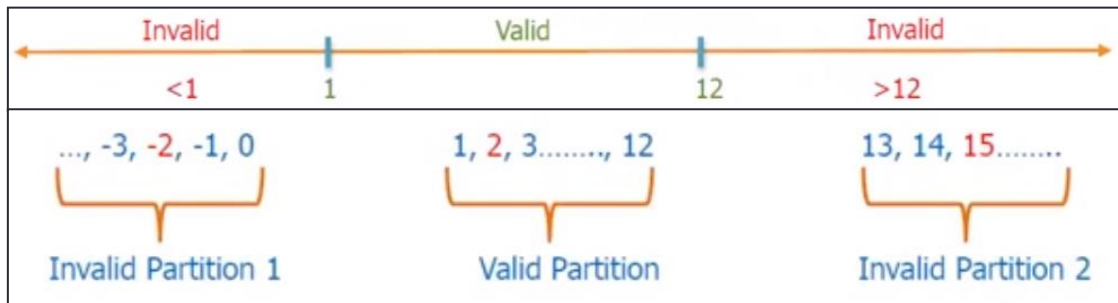 Invalid Valid Invalid
<1 1 12 >12
..., -3, -2, -1, 0 1, 2, 3........, 12 13, 14, 15........
Invalid Partition 1 Valid Partition Invalid Partition 2